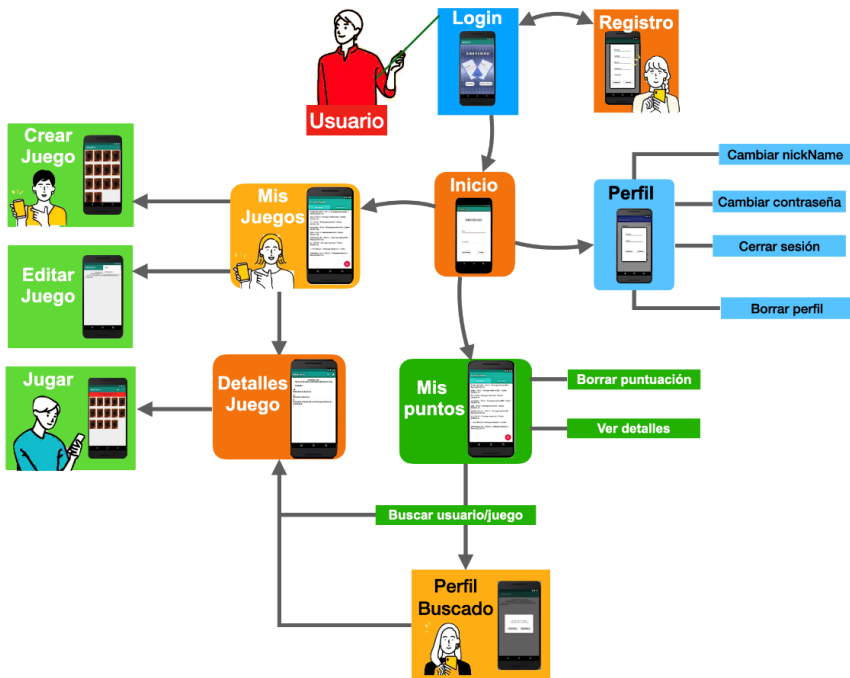 Login
Registro
Usuario
Crear
Juego
Mis
Juegos
Inicio
Perfil
Cambiar nickName
Cambiar contraseña
Cerrar sesión
Borrar perfil
Editar
Juego
Jugar
Detalles
Juego
Mis
puntos
Borrar puntuación
Ver detalles
Buscar usuario/juego
Perfil
Buscado